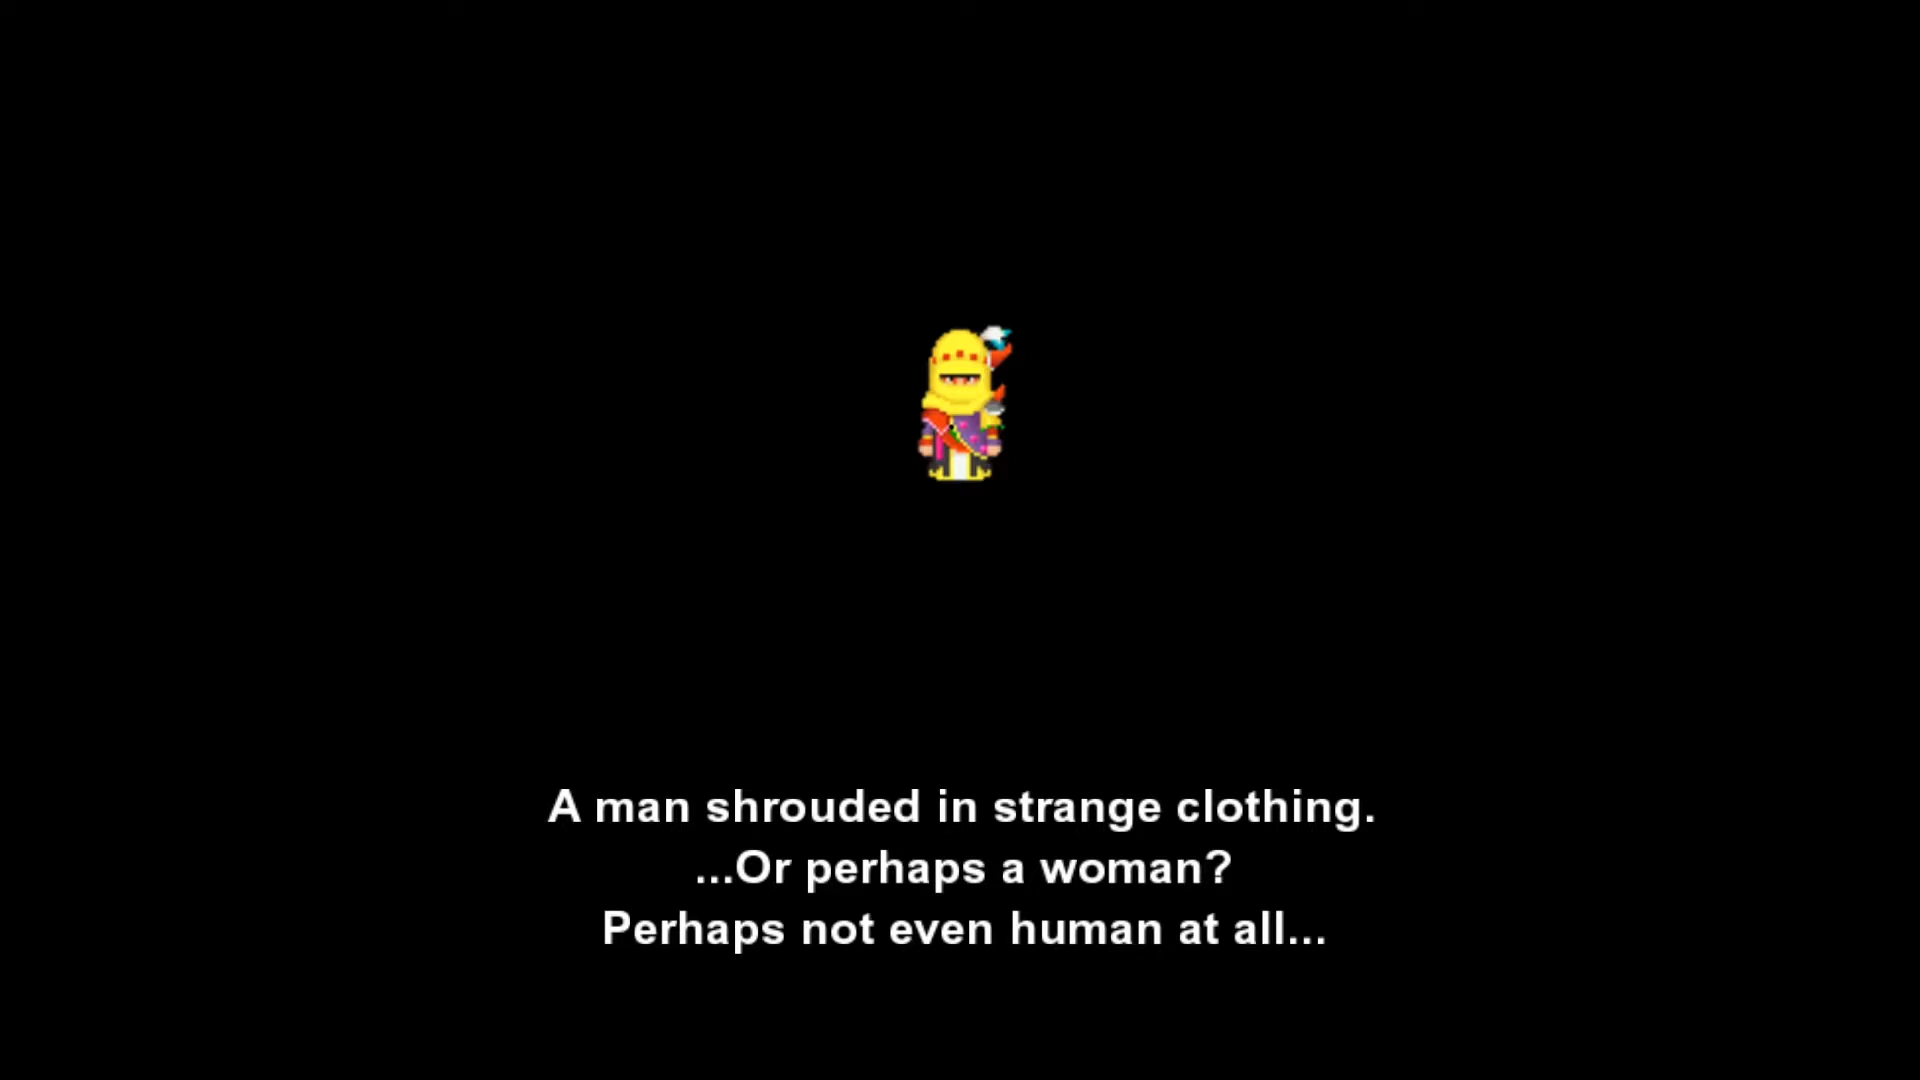 A man shrouded in strange clothing.
...Or perhaps a woman?
Perhaps not even human at all...